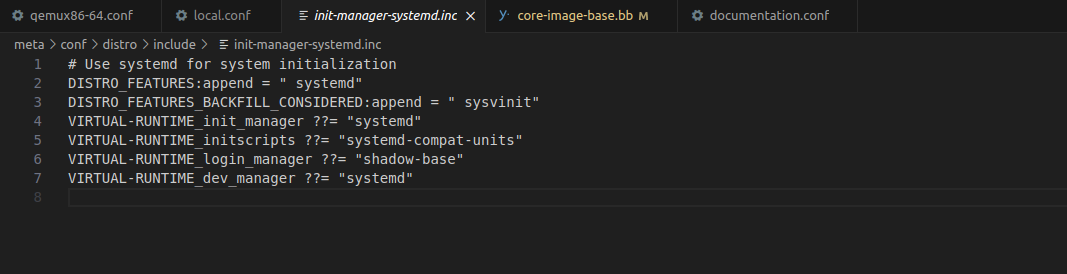 qemux86-64.conf local.conf init-manager-systemd.inc core-image-base.bb M documentation.conf
meta > conf > distro > include > init-manager-systemd.inc
1 # Use systemd for system initialization
2 DISTRO_FEATURES:append = " systemd"
3 DISTRO_FEATURES_BACKFILL_CONSIDERED:append = " sysvinit"
4 VIRTUAL-RUNTIME_init_manager ??= "systemd"
5 VIRTUAL-RUNTIME_initscripts ??= "systemd-compat-units"
6 VIRTUAL-RUNTIME_login_manager ??= "shadow-base"
7 VIRTUAL-RUNTIME_dev_manager ??= "systemd"
8